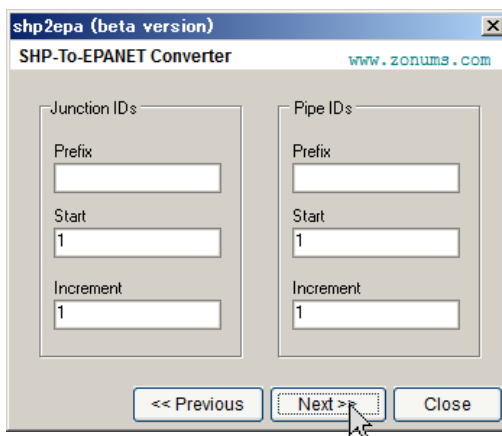 shp2epa (beta version)
SHP-To-EPANET Converter
www.zonums.com
Junction IDs
Prefix
Start
1
Increment
1
Pipe IDs
Prefix
Start
1
Increment
1
<< Previous
Next >>
Close